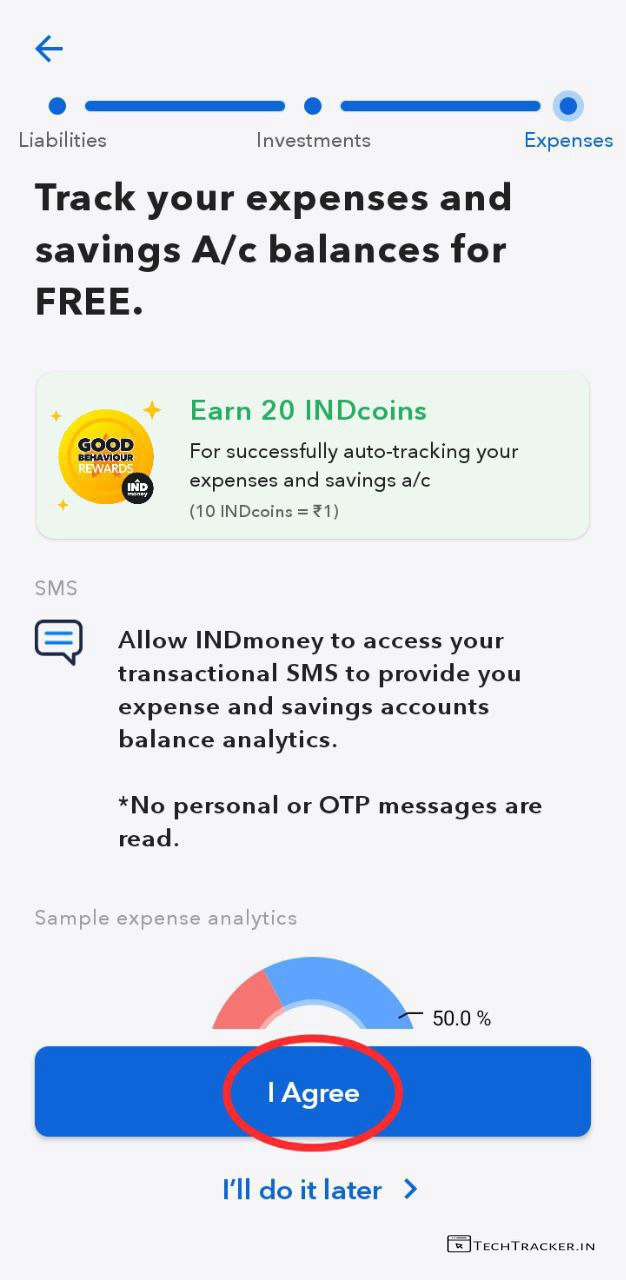 Liabilities Investments Expenses
Track your expenses and
savings A/c balances for
FREE.
GOOD
BEHAVIOUR
REWARDS
IND
money
Earn 20 INDcoins
For successfully auto-tracking your
expenses and savings a/c
(10 INDcoins = ₹1)
SMS
Allow INDmoney to access your
transactional SMS to provide you
expense and savings accounts
balance analytics.
*No personal or OTP messages are
read.
Sample expense analytics
50.0 %
I Agree
I’ll do it later
TECHTRACKER.IN